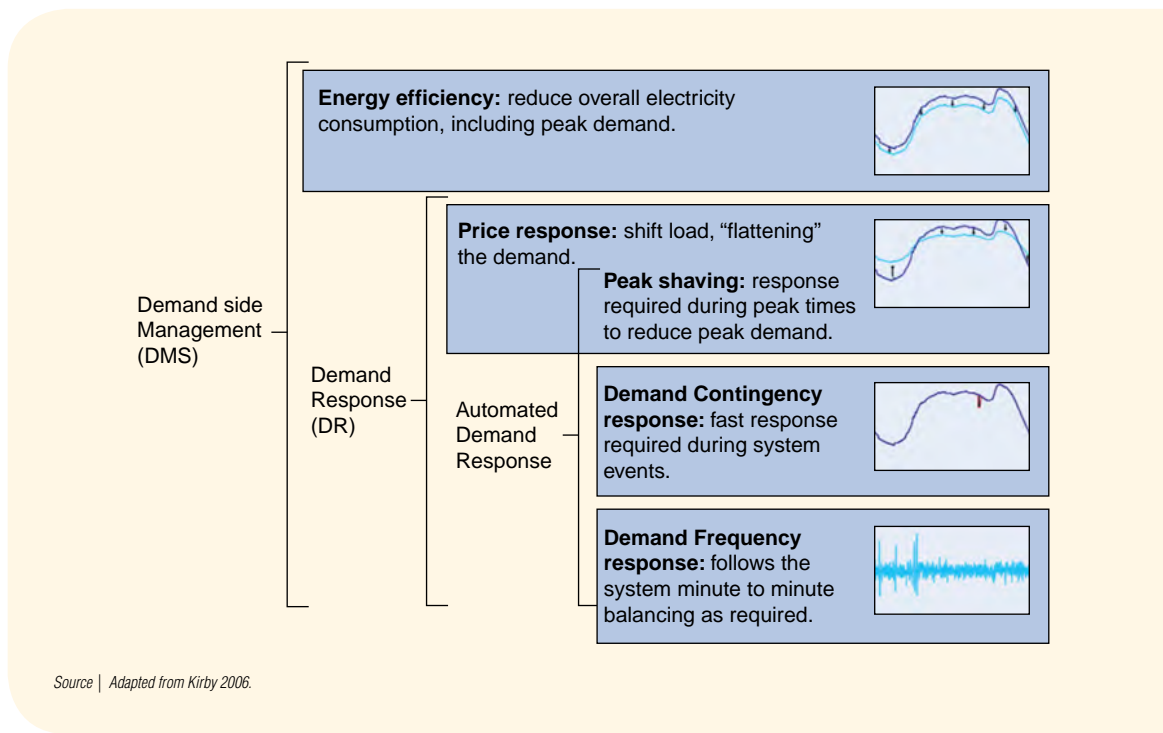 Energy efficiency: reduce overall electricity
consumption, including peak demand.
Price response: shift load, “flattening”
the demand.
Peak shaving: response
required during peak times
to reduce peak demand.
Demand side
Management
(DMS)
Demand
Response
(DR)
Automated
Demand
Response
Demand Contingency
response: fast response
required during system
events.
Demand Frequency
response: follows the
system minute to minute
balancing as required.
Source | Adapted from Kirby 2006.